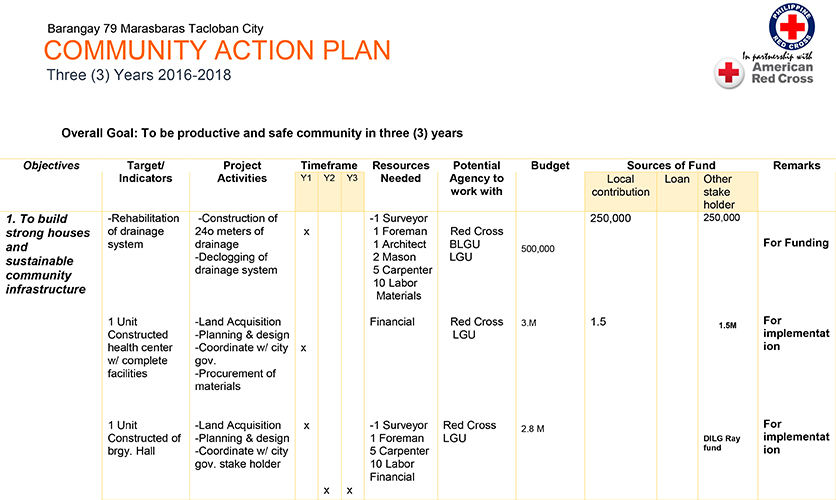 Barangay 79 Marasbaras Tacloban City
COMMUNITY ACTION PLAN
Three (3) Years 2016-2018
PHILIPPINE
RED CROSS
In partnership with
American
Red Cross
Overall Goal: To be productive and safe community in three (3) years
Objectives
Target/
Indicators
Project
Activities
Timeframe
Y1 Y2 Y3
Resources
Needed
Potential
Agency to
work with
Budget
Sources of Fund
Local
contribution
Loan
Other
stake
holder
Remarks
1. To build
strong houses
and
sustainable
community
infrastructure
-Rehabilitation
of drainage
system
-Construction of
24o meters of
drainage
-Declogging of
drainage system
x
-1 Surveyor
1 Foreman
1 Architect
2 Mason
5 Carpenter
10 Labor
Materials
Red Cross
BLGU
LGU
500,000
250,000
250,000
For Funding
1 Unit
Constructed
health center
w/ complete
facilities
-Land Acquisition
-Planning & design
-Coordinate w/ city
gov.
-Procurement of
materials
x
Financial
Red Cross
LGU
3.M
1.5
1.5M
For
implementat
ion
1 Unit
Constructed of
brgy. Hall
-Land Acquisition
-Planning & design
-Coordinate w/ city
gov. stake holder
x
x x
-1 Surveyor
1 Foreman
5 Carpenter
10 Labor
Financial
Red Cross
LGU
2.8 M
DILG Ray
fund
For
implementat
ion